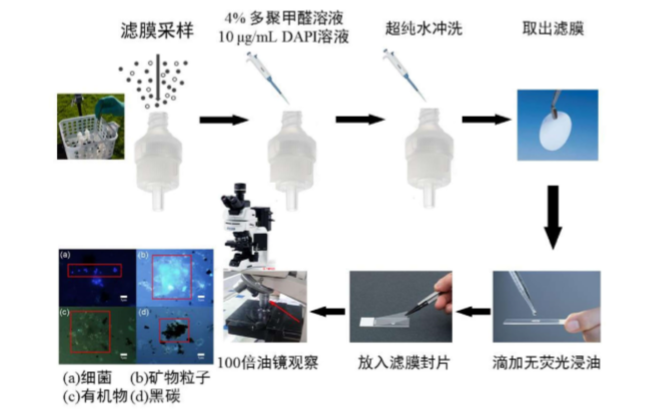 滤膜采样
4% 多聚甲醛溶液
10 μg/mL DAPI溶液
超纯水冲洗
取出滤膜
(a)
(b)
(c)
(d)
100倍油镜观察
放入滤膜封片
滴加无荧光浸油
(a)细菌 (b)矿物粒子
(c)有机物(d)黑碳